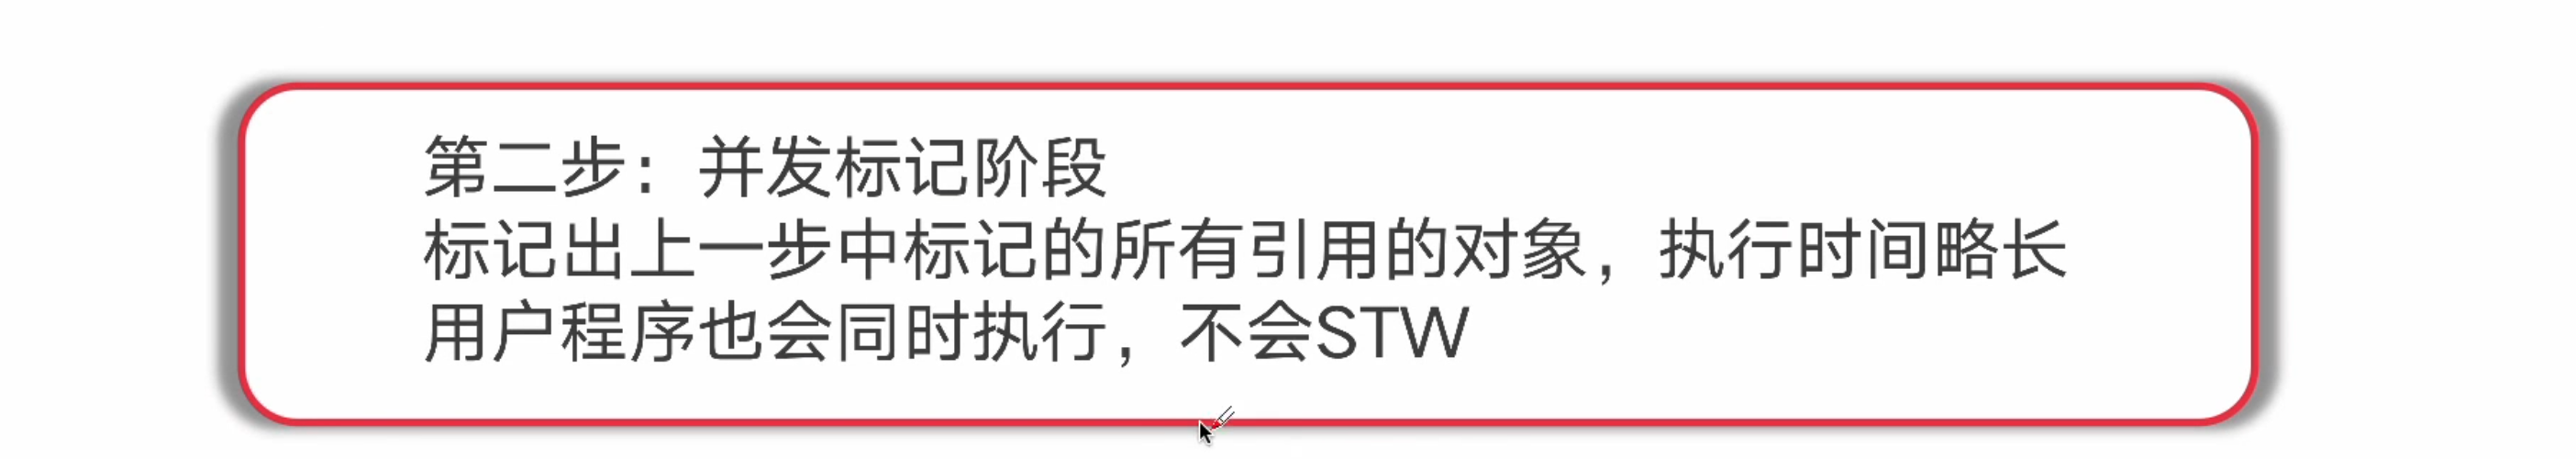 第二步：并发标记阶段
标记出上一步中标记的所有引用的对象，执行时间略长
用户程序也会同时执行，不会STW